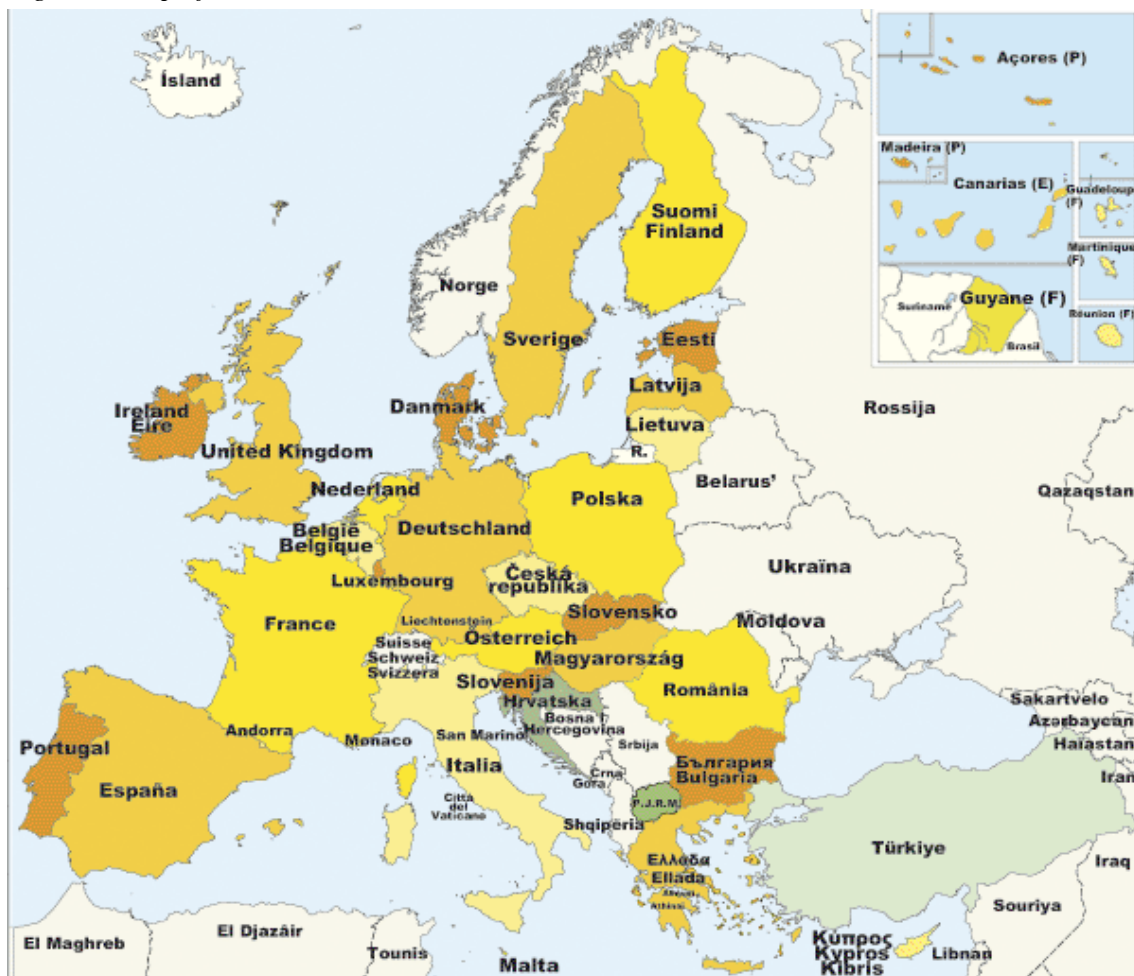 Ísland
Açores (P)
Madeira (P)
Canarias (E)
Guadeloup
(F)
Suomi
Finland
Martinique
(F)
Norge
Suriname
Guyane (F)
Réunion (F)
Brasil
Sverige
Eesti
Latvija
Danmark
Rossija
Ireland
Éire
Lietuva
R.
United Kingdom
Belarus'
Nederland
Polska
Qazaqstan
Deutschland
België
Belgique
Ukraïna
Česká
republika
Luxembourg
Slovensko
France
Liechtenstein
Moldova
Österreich
Suisse
Schweiz
Svizzera
Magyarország
Slovenija
România
Hrvatska
Sakartvelo
Bosna i
Hercegovina
Azərbaycan
Andorra
San Marino
Monaco
Srbija
Haïastan
Portugal
България
Bulgaria
Italia
Crna
Gora
Iran
España
Città
del
Vaticano
P.J.R.M.
Shqipëria
Türkiye
Ελλάδα
Ellada
Iraq
Athinai
Souriya
El Djazâir
El Maghreb
Tounis
Malta
Κύπρος
Kypros
Kibris
Libnan